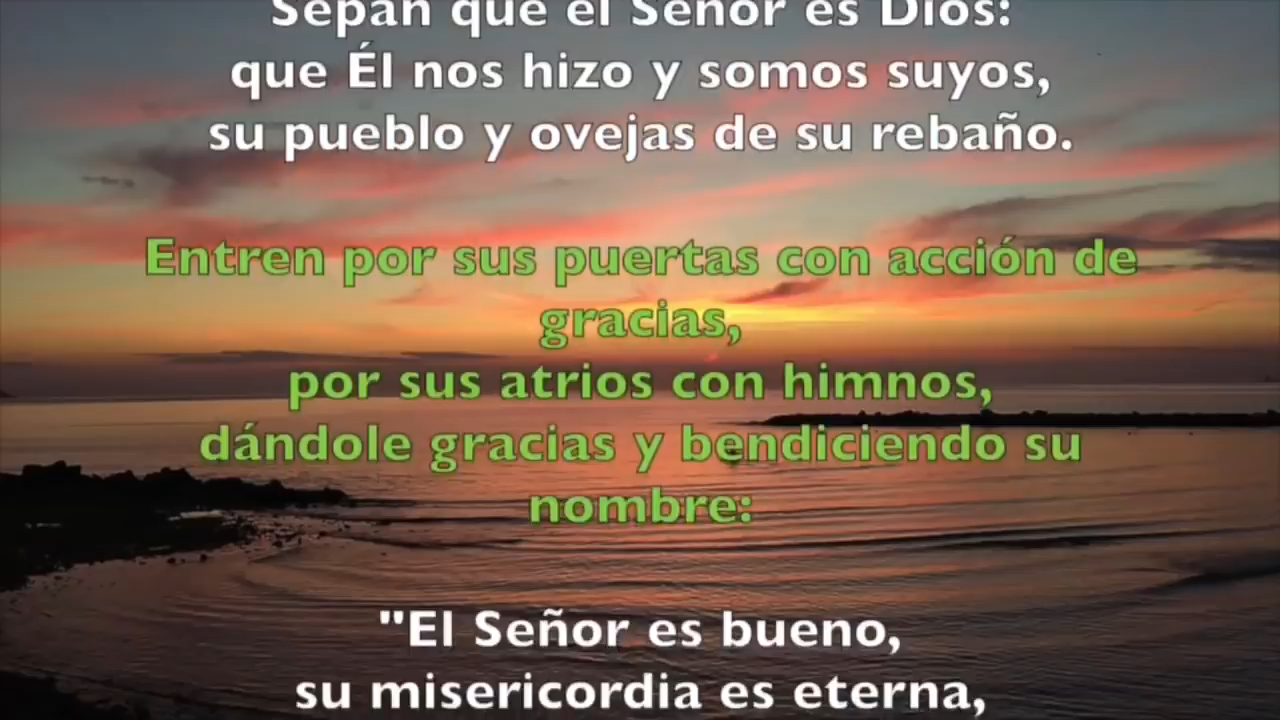 Sepan que el Señor es Dios:
que Él nos hizo y somos suyos,
su pueblo y ovejas de su rebaño.
Entren por sus puertas con acción de
gracias,
por sus atrios con himnos,
dándole gracias y bendiciendo su
nombre:
"El Señor es bueno,
su misericordia es eterna,